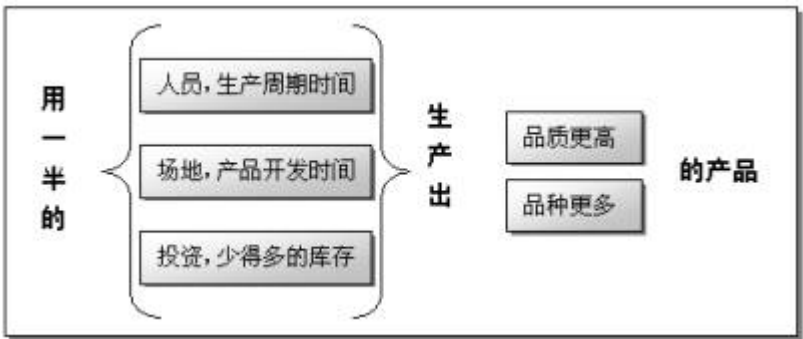 用一半的
人员，生产周期时间
场地，产品开发时间
投资，少得多的库存
生产出
品质更高
品种更多
的产品